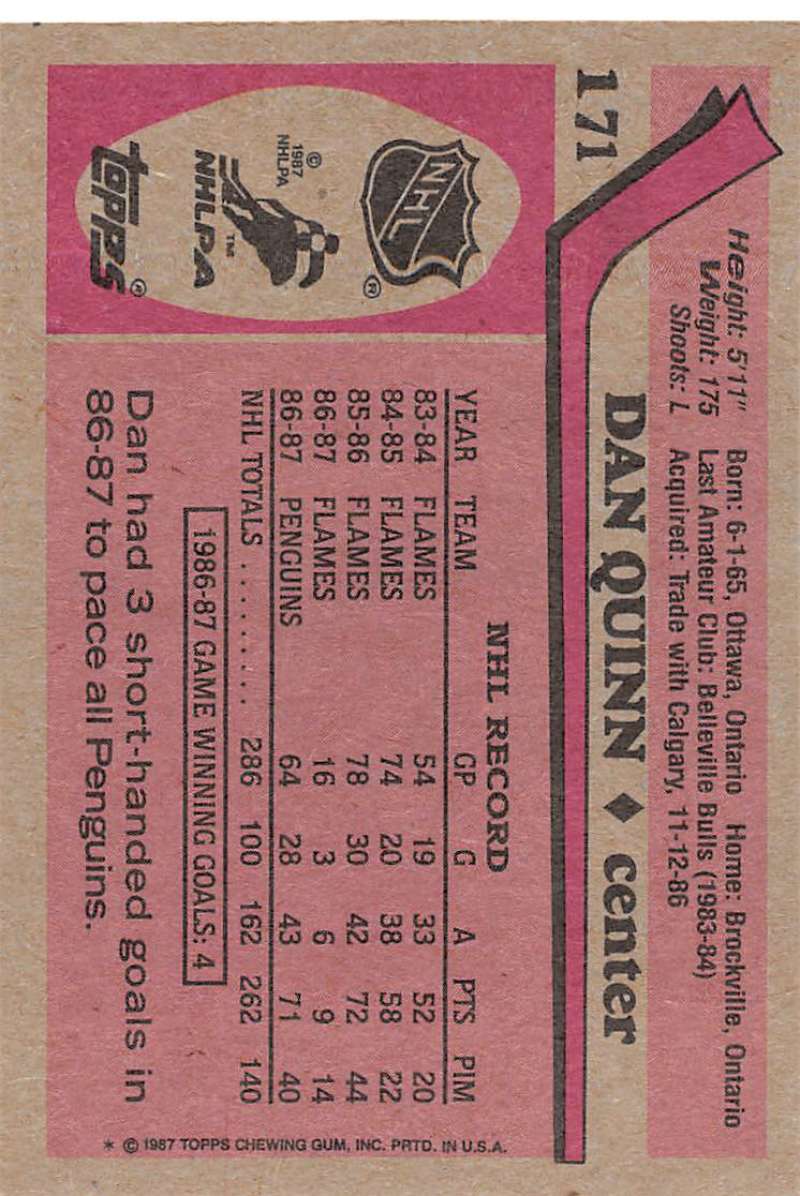 171
Height: 5'11" Born: 6-1-65, Ottawa, Ontario Home: Brockville, Ontario
Weight: 175 Last Amateur Club: Belleville Bulls (1983-84)
Shoots: L Acquired: Trade with Calgary, 11-12-86
DAN QUINN ♦ center
NHL
®
© 1987
NHLPA
NHLPA
™
TOPPS
®
NHL RECORD
YEAR TEAM GP G A PTS PIM
83-84 FLAMES 54 19 33 52 20
84-85 FLAMES 74 20 38 58 22
85-86 FLAMES 78 30 42 72 44
86-87 FLAMES 16 3 6 9 14
86-87 PENGUINS 64 28 43 71 40
NHL TOTALS . . . . . . . . . 286 100 162 262 140
1986-87 GAME WINNING GOALS: 4
Dan had 3 short-handed goals in
86-87 to pace all Penguins.
* © 1987 TOPPS CHEWING GUM, INC. PRTD. IN U.S.A.